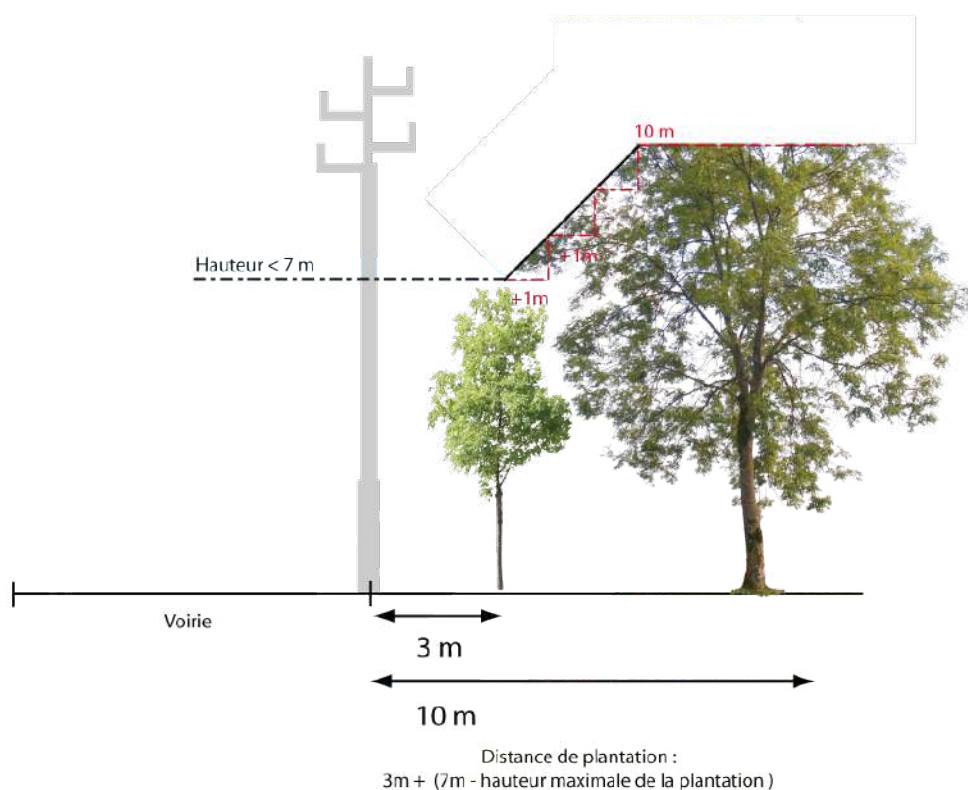 10 m
Hauteur < 7 m
+1m
+1m
Voirie
3 m
10 m
Distance de plantation :
3m + (7m - hauteur maximale de la plantation )